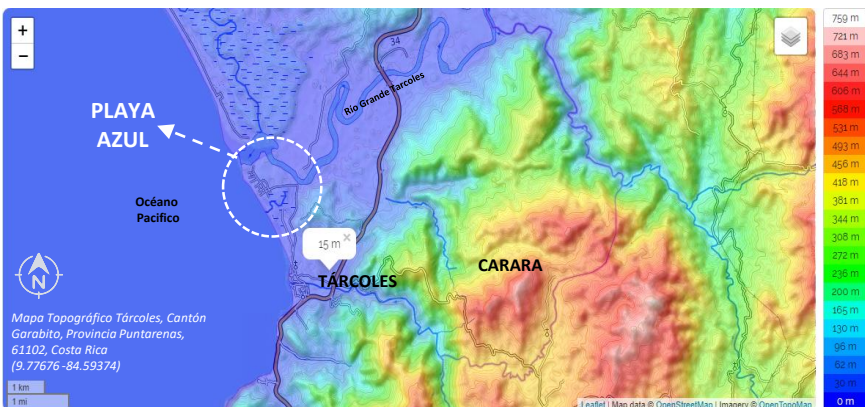 +
−
34
Río Grande Tarcoles
PLAYA
AZUL
Océano
Pacifico
15 m ×
TÁRCOLES
CARARA
N
Mapa Topográfico Tárcoles, Cantón
Garabito, Provincia Puntarenas,
61102, Costa Rica
(9.77676 -84.59374)
1 km
1 mi
Leaflet | Map data © OpenStreetMap | Imagery © OpenTopoMap
759 m
721 m
683 m
644 m
606 m
568 m
531 m
493 m
456 m
418 m
381 m
344 m
308 m
272 m
236 m
200 m
165 m
130 m
96 m
62 m
30 m
0 m